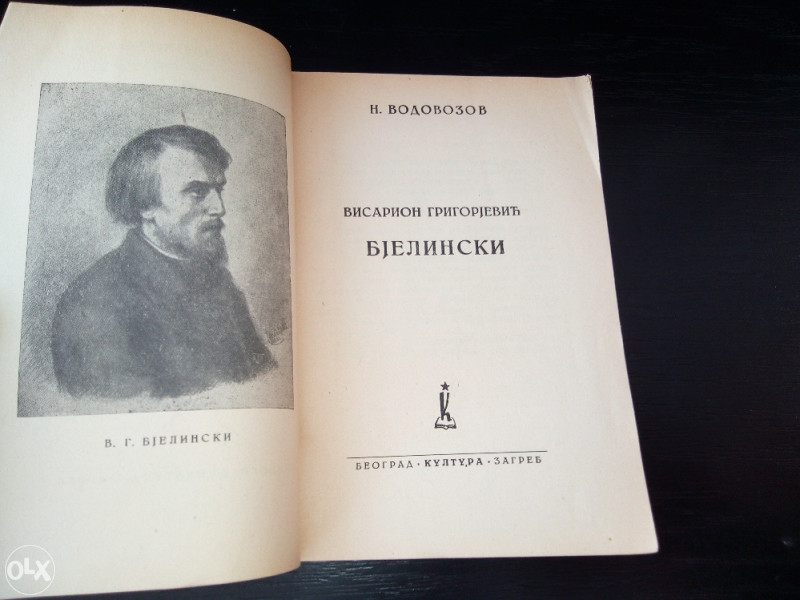 В. Г. БЈЕЛИНСКИ
Н. ВОДОВОЗОВ
ВИСАРИОН ГРИГОРЈЕВИЋ
БЈЕЛИНСКИ
К
БЕОГРАД · КУЛТУРА · ЗАГРЕБ
OLX